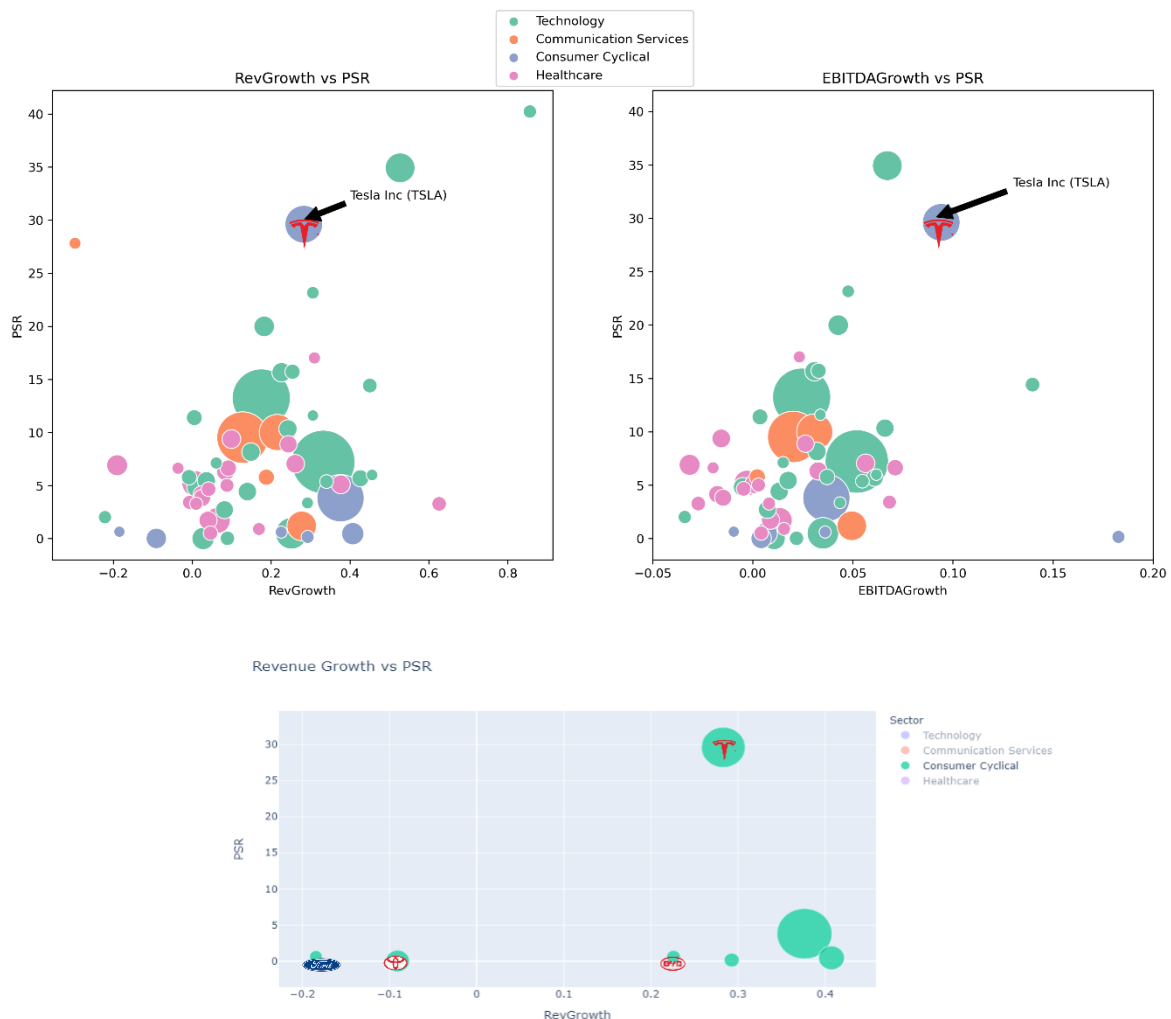 Technology
Communication Services
Consumer Cyclical
Healthcare
RevGrowth vs PSR
40
35
30
25
20
15
10
5
0
PSR
Tesla Inc (TSLA)
−0.2 0.0 0.2 0.4 0.6 0.8
RevGrowth
EBITDAGrowth vs PSR
40
35
30
25
20
15
10
5
0
PSR
Tesla Inc (TSLA)
−0.05 0.00 0.05 0.10 0.15 0.20
EBITDAGrowth
Revenue Growth vs PSR
30
25
20
15
10
5
0
PSR
Ford
−0.2 −0.1 0 0.1 0.2 0.3 0.4
RevGrowth
Sector
Technology
Communication Services
Consumer Cyclical
Healthcare